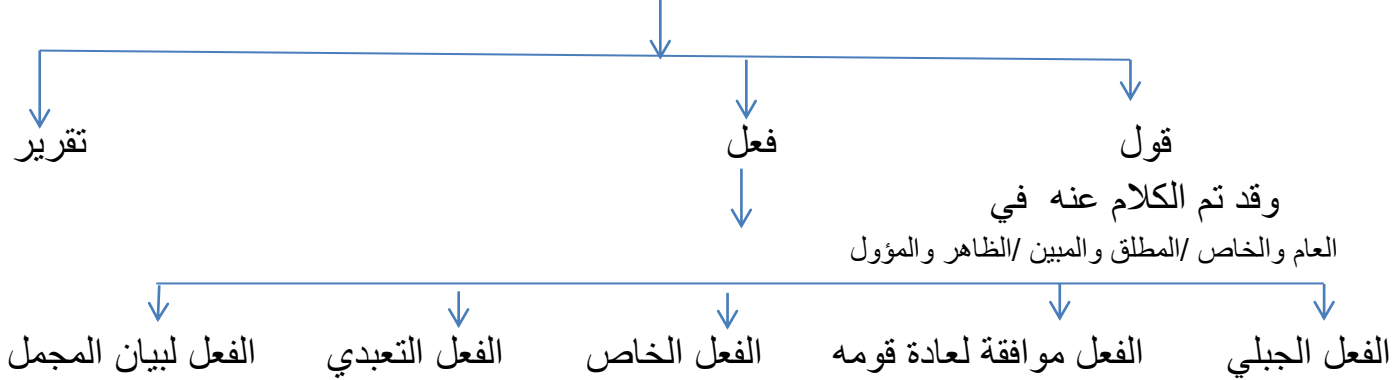 قول
فعل
تقرير
وقد تم الكلام عنه في
العام والخاص /المطلق والمبين /الظاهر والمؤول
الفعل الجبلي
الفعل موافقة لعادة قومه
الفعل الخاص
الفعل التعبدي
الفعل لبيان المجمل